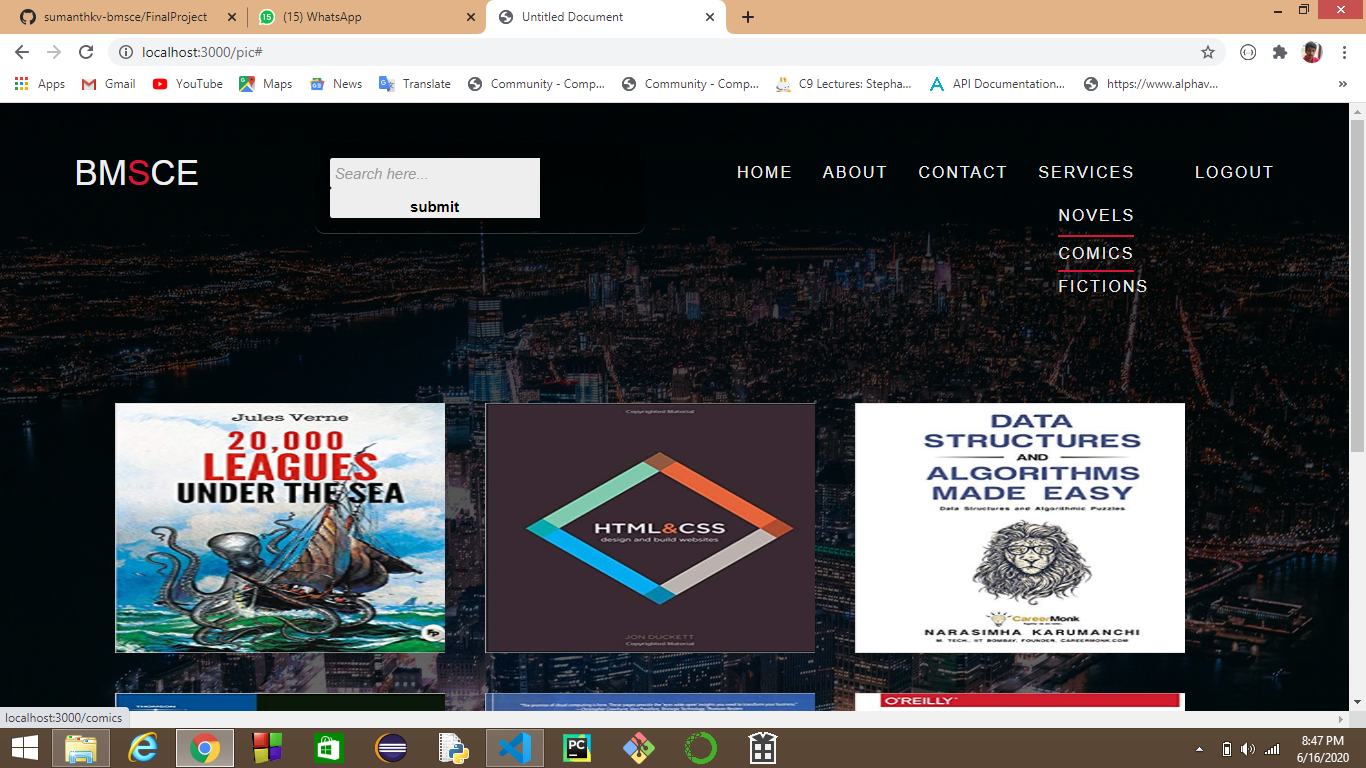 sumanthkv-bmsce/FinalProject
(15) WhatsApp
Untitled Document
localhost:3000/pic#
Apps
Gmail
YouTube
Maps
News
Translate
Community - Comp...
Community - Comp...
C9 Lectures: Stepha...
API Documentation...
https://www.alphav...
BMSCE
Search here...
submit
HOME
ABOUT
CONTACT
SERVICES
LOGOUT
NOVELS
COMICS
FICTIONS
Jules Verne
20,000
LEAGUES
UNDER THE SEA
FP
Copyrighted Material
HTML&CSS
design and build websites
JON DUCKETT
Copyrighted Material
DATA
STRUCTURES
AND
ALGORITHMS
MADE EASY
Data Structures and Algorithmic Puzzles
CareerMonk
NARASIMHA KARUMANCHI
M. TECH, IIT BOMBAY, FOUNDER, CAREERMONK.COM
THOMSON
O'REILLY
localhost:3000/comics
PC
8:47 PM
6/16/2020